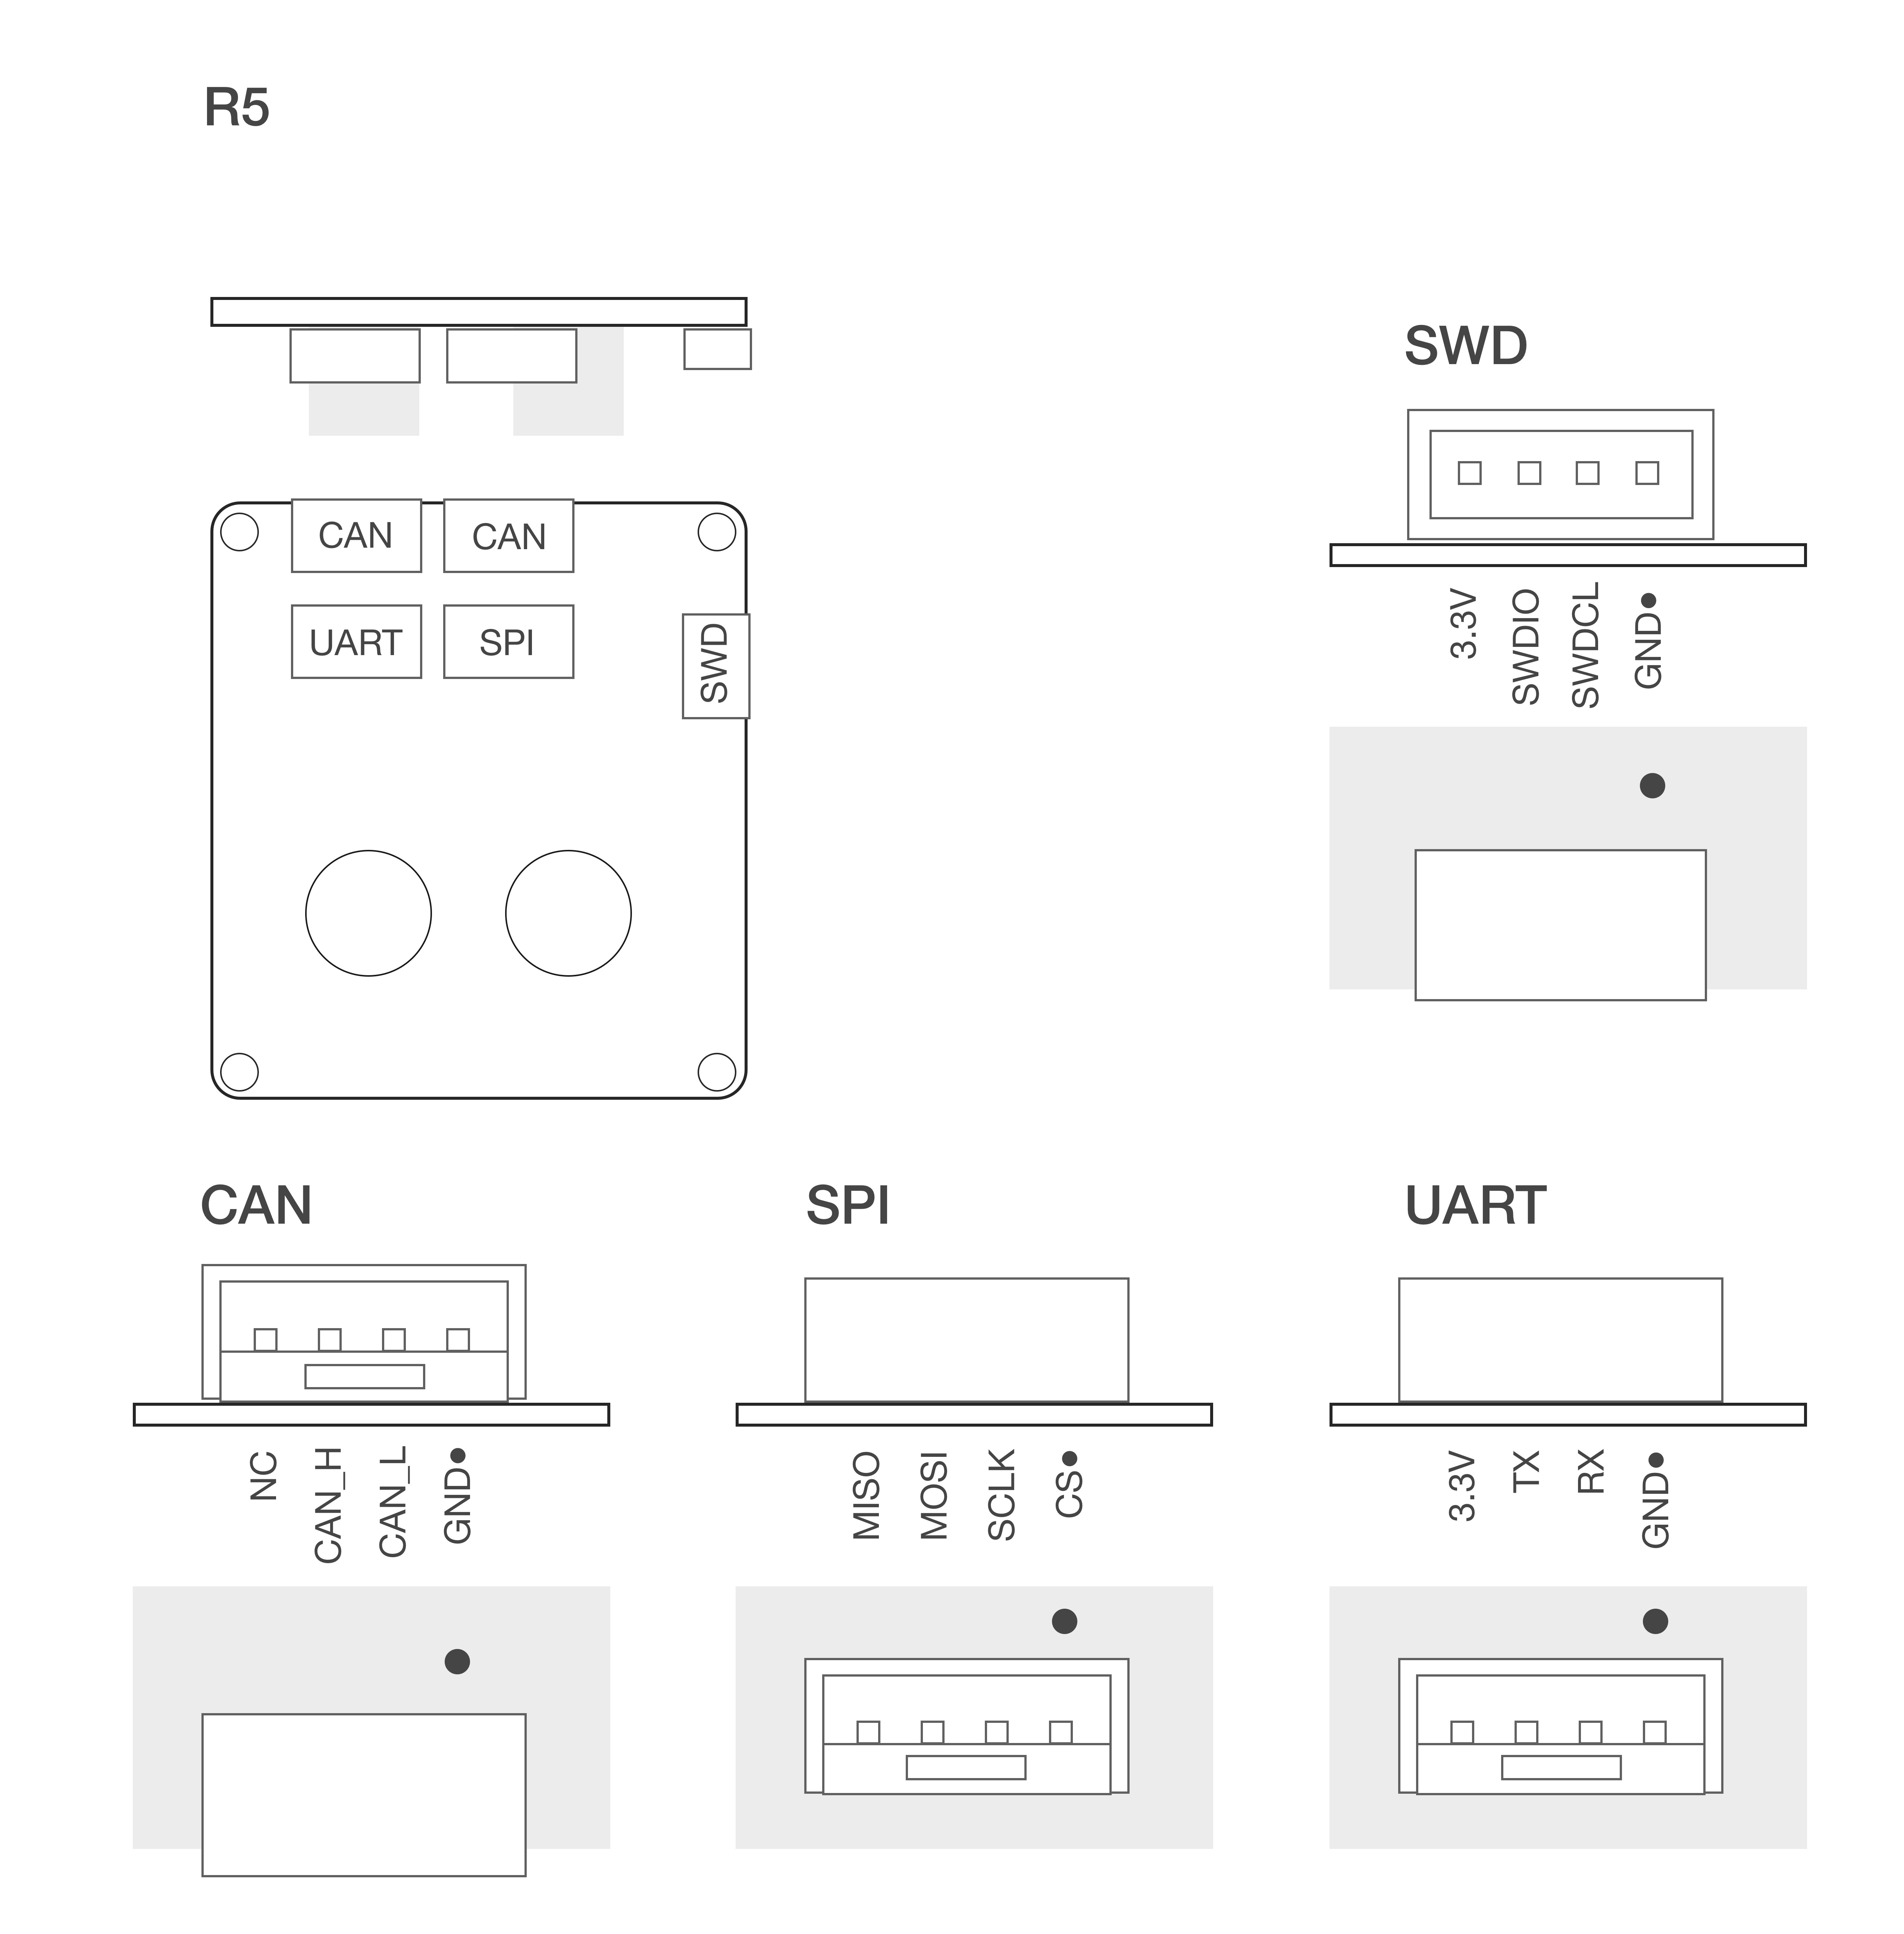 R5
CAN
CAN
UART
SPI
SWD
SWD
3.3V
SWDIO
SWDCL
GND●
CAN
NC
CAN_H
CAN_L
GND●
SPI
MISO
MOSI
SCLK
CS●
UART
3.3V
TX
RX
GND●